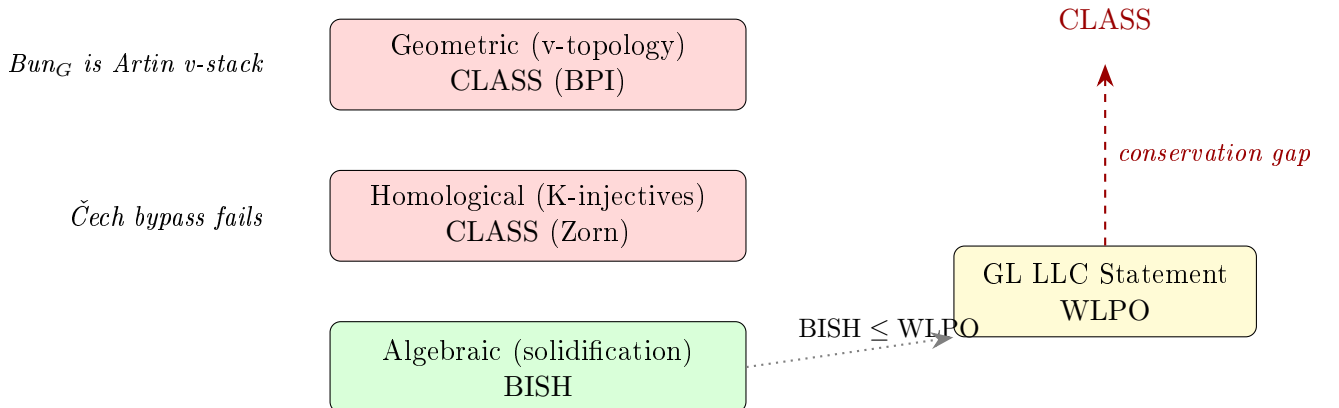 CLASS
Bun_G is Artin v-stack
Geometric (v-topology)
CLASS (BPI)
conservation gap
Čech bypass fails
Homological (K-injectives)
CLASS (Zorn)
GL LLC Statement
WLPO
BISH ≤ WLPO
Algebraic (solidification)
BISH